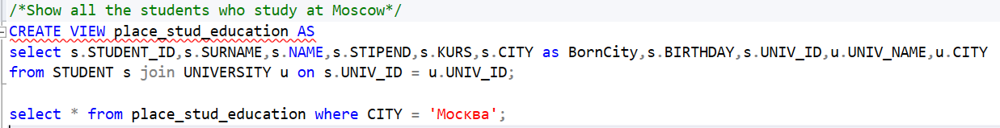 /*Show all the students who study at Moscow*/
CREATE VIEW place_stud_education AS
select s.STUDENT_ID,s.SURNAME,s.NAME,s.STIPEND,s.KURS,s.CITY as BornCity,s.BIRTHDAY,s.UNIV_ID,u.UNIV_NAME,u.CITY
from STUDENT s join UNIVERSITY u on s.UNIV_ID = u.UNIV_ID;
select * from place_stud_education where CITY = 'Москва';